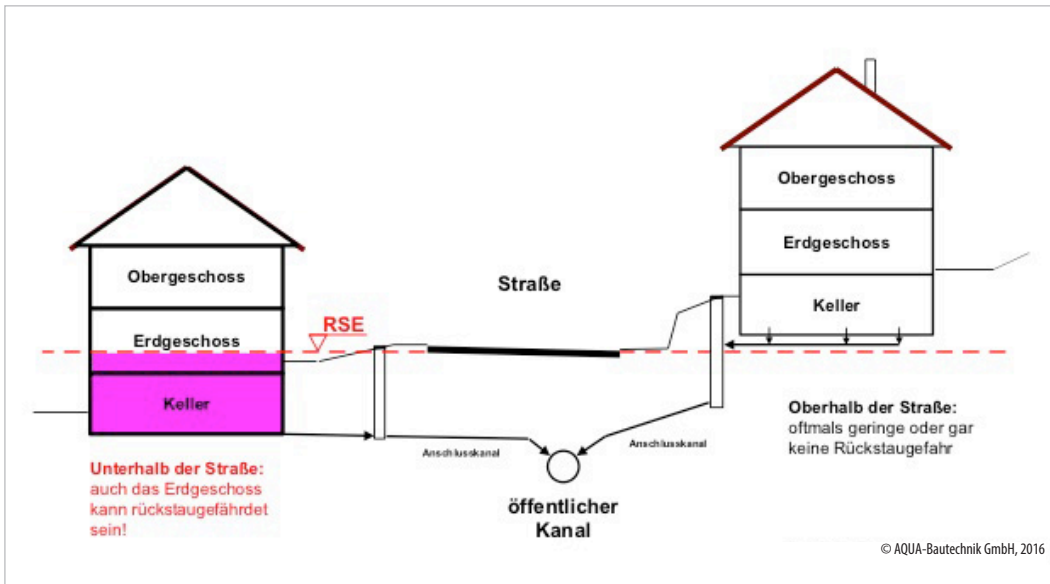 Obergeschoss
Erdgeschoss
Keller
Straße
RSE
Obergeschoss
Erdgeschoss
Keller
Anschlusskanal
Anschlusskanal
Unterhalb der Straße:
auch das Erdgeschoss
kann rückstaugefährdet
sein!
öffentlicher
Kanal
Oberhalb der Straße:
oftmals geringe oder gar
keine Rückstaugefahr
© AQUA-Bautechnik GmbH, 2016